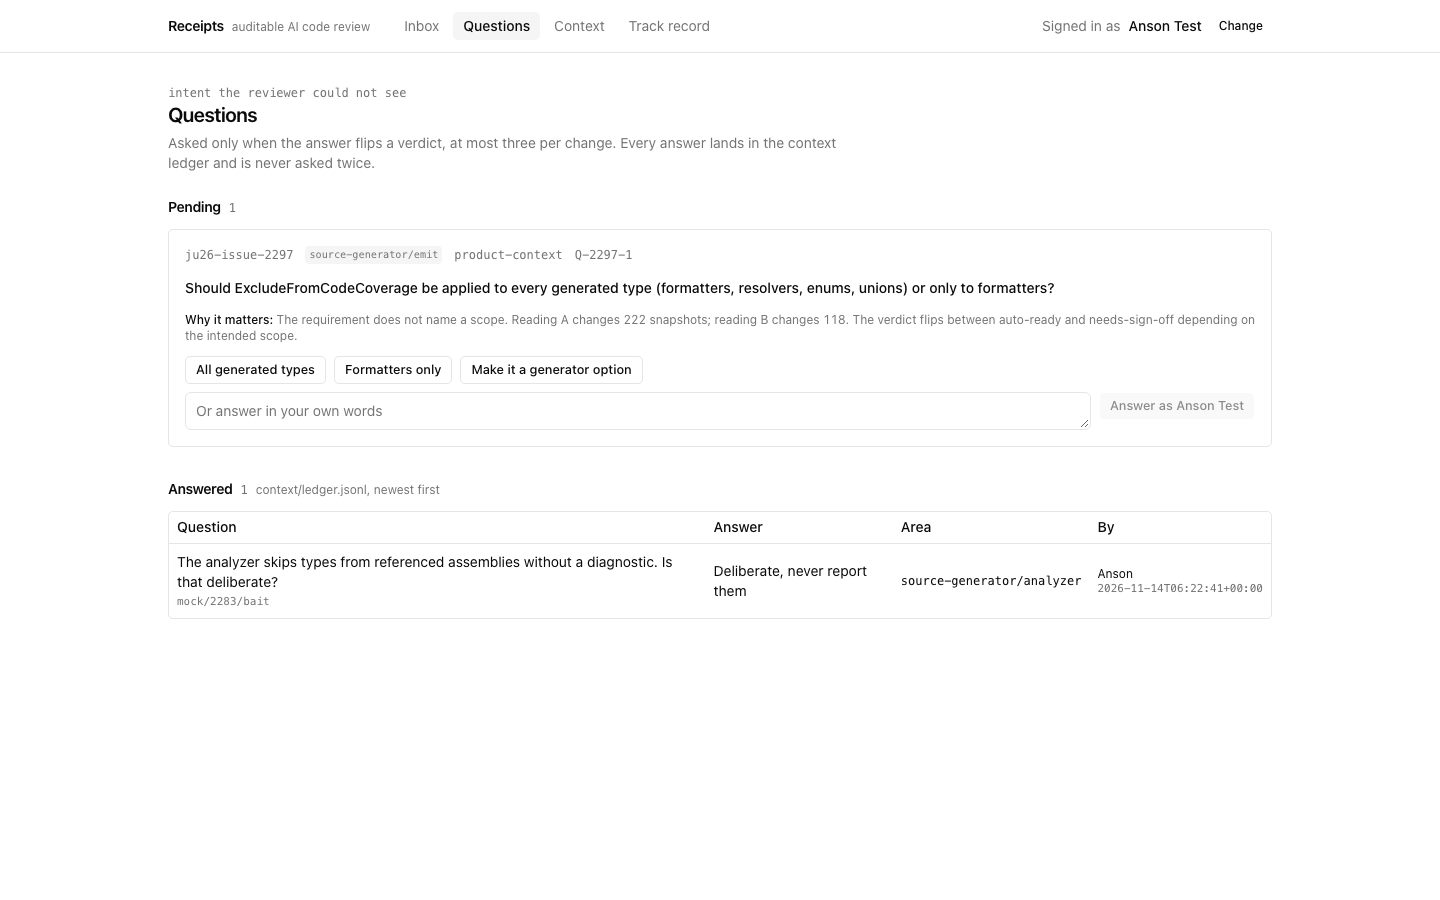 Receipts auditable AI code review Inbox Questions Context Track record Signed in as Anson Test Change
intent the reviewer could not see
Questions
Asked only when the answer flips a verdict, at most three per change. Every answer lands in the context
ledger and is never asked twice.
Pending 1
ju26-issue-2297 source-generator/emit product-context Q-2297-1
Should ExcludeFromCodeCoverage be applied to every generated type (formatters, resolvers, enums, unions) or only to formatters?
Why it matters: The requirement does not name a scope. Reading A changes 222 snapshots; reading B changes 118. The verdict flips between auto-ready and needs-sign-off depending on
the intended scope.
All generated types Formatters only Make it a generator option
Or answer in your own words Answer as Anson Test
Answered 1 context/ledger.jsonl, newest first
Question Answer Area By
The analyzer skips types from referenced assemblies without a diagnostic. Is
that deliberate?
mock/2283/bait
Deliberate, never report
them
source-generator/analyzer
Anson
2026-11-14T06:22:41+00:00